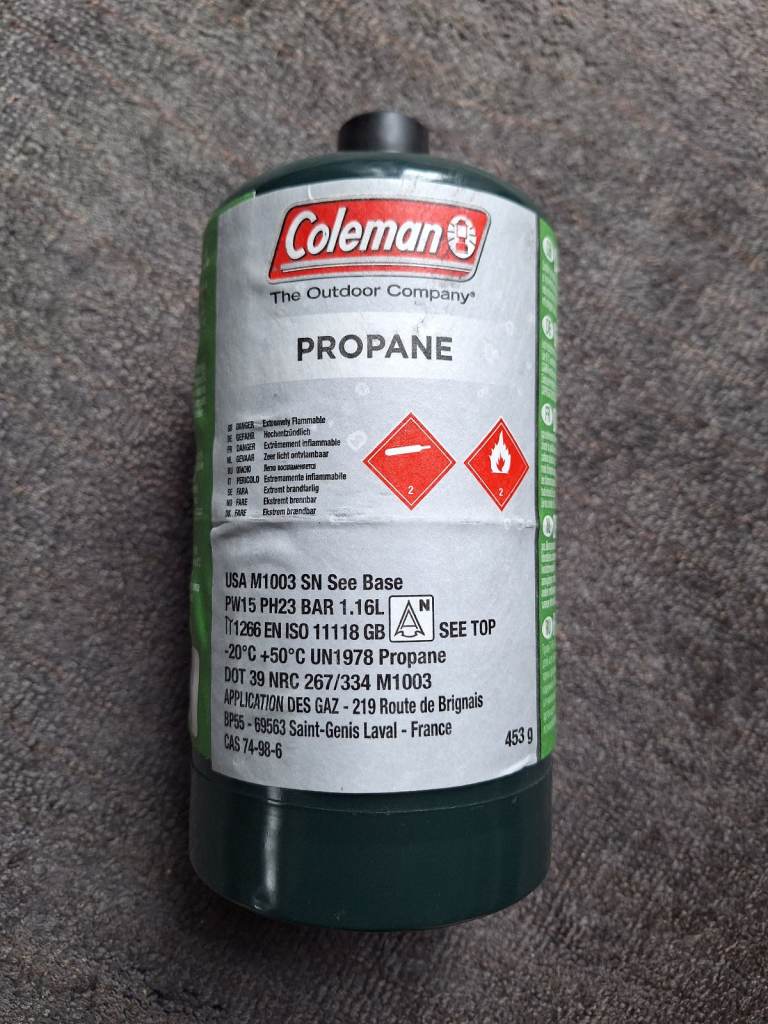 Coleman
The Outdoor Company®
PROPANE
GB DANGER Extremely Flammable
DE GEFAHR Hochentzündlich
FR DANGER Extrêmement inflammable
NL GEVAAR Zeer licht ontvlambaar
RU ОПАСНО Легко воспламеняется
IT PERICOLO Estremamente infiammabile
SE FARA Extremt brandfarlig
NO FARE Ekstremt brennbar
DK FARE Ekstrem brændbar
2
2
USA M1003 SN See Base
PW15 PH23 BAR 1.16L
1266 EN ISO 11118 GB N SEE TOP
-20°C +50°C UN1978 Propane
DOT 39 NRC 267/334 M1003
APPLICATION DES GAZ - 219 Route de Brignais
BP55 - 69563 Saint-Genis Laval - France
CAS 74-98-6
453 g